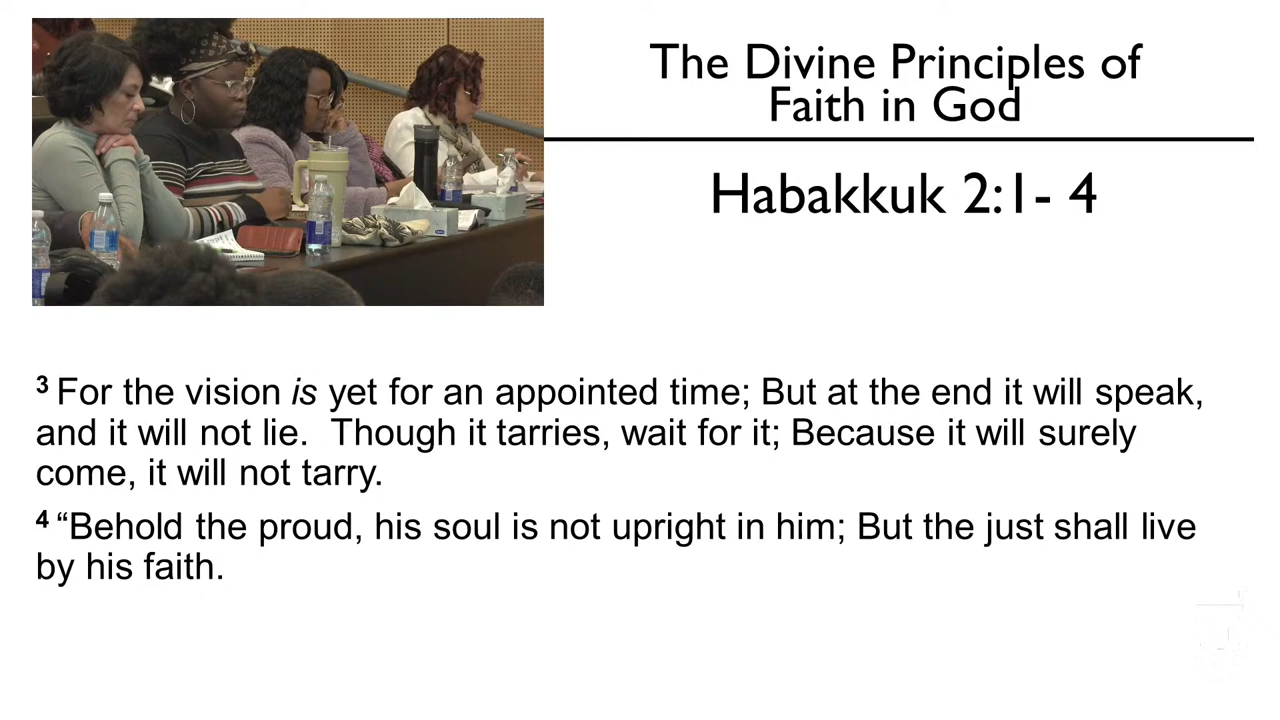 The Divine Principles of
Faith in God
Habakkuk 2:1- 4
3 For the vision is yet for an appointed time; But at the end it will speak,
and it will not lie.  Though it tarries, wait for it; Because it will surely
come, it will not tarry.
4 “Behold the proud, his soul is not upright in him; But the just shall live
by his faith.